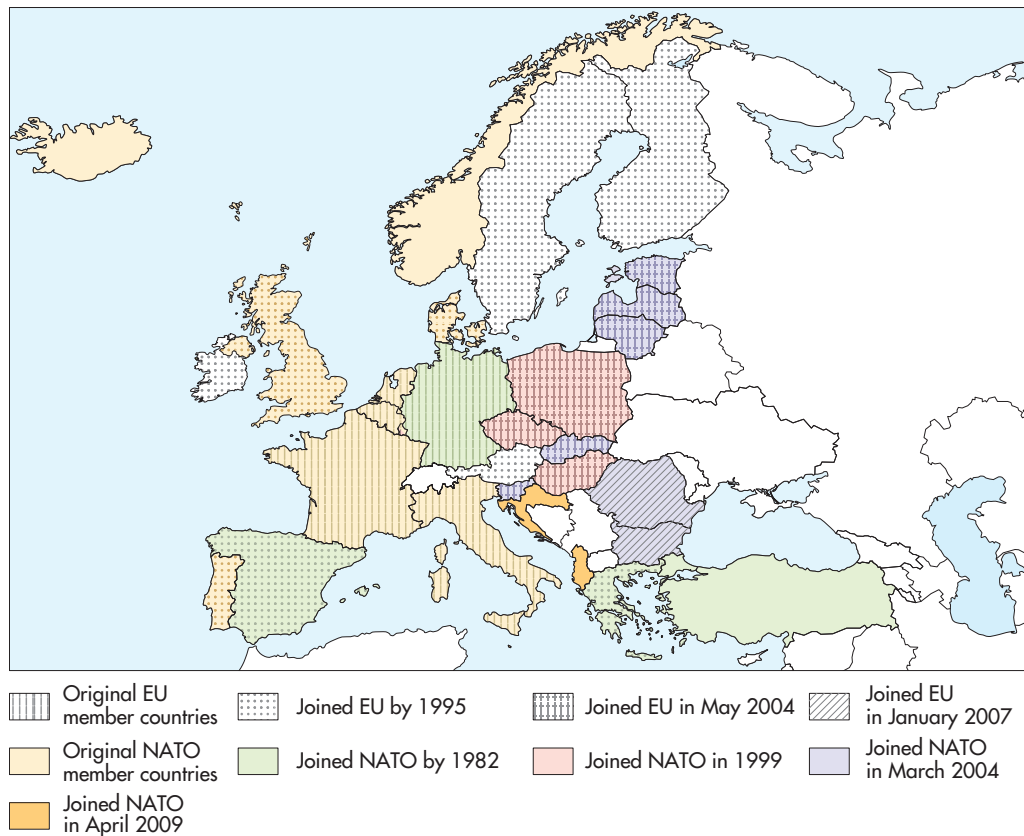 Original EU
member countries
Joined EU by 1995
Joined EU in May 2004
Joined EU
in January 2007
Original NATO
member countries
Joined NATO by 1982
Joined NATO in 1999
Joined NATO
in March 2004
Joined NATO
in April 2009